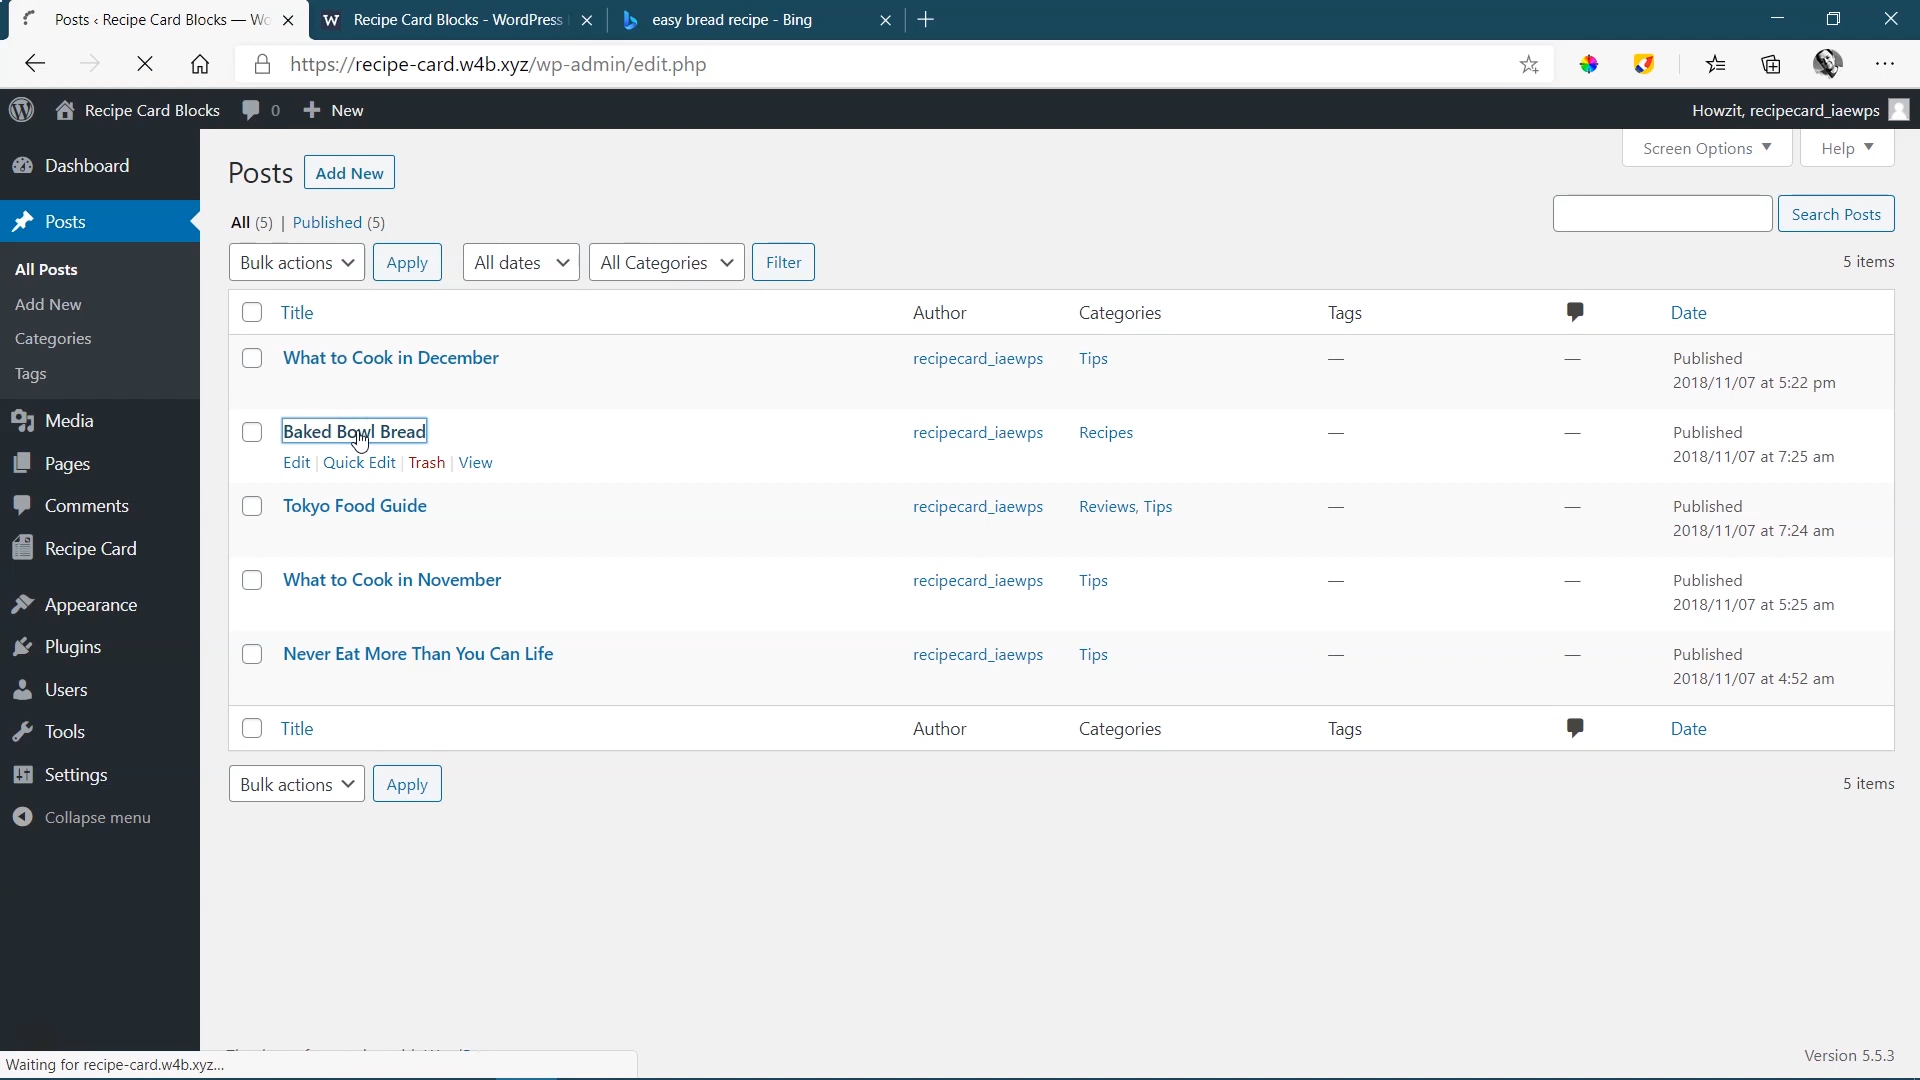 Posts ‹ Recipe Card Blocks — Wo
Recipe Card Blocks - WordPress
easy bread recipe - Bing
https://recipe-card.w4b.xyz/wp-admin/edit.php
Recipe Card Blocks 0 + New
Howzit, recipecard_iaewps
Screen Options Help
Dashboard
Posts
All Posts
Add New
Categories
Tags
Media
Pages
Comments
Recipe Card
Appearance
Plugins
Users
Tools
Settings
Collapse menu
Posts Add New
All (5) | Published (5)
Search Posts
Bulk actions Apply All dates All Categories Filter 5 items
Title Author Categories Tags Date
What to Cook in December recipecard_iaewps Tips — — Published
2018/11/07 at 5:22 pm
Baked Bowl Bread recipecard_iaewps Recipes — — Published
Edit | Quick Edit | Trash | View 2018/11/07 at 7:25 am
Tokyo Food Guide recipecard_iaewps Reviews, Tips — — Published
2018/11/07 at 7:24 am
What to Cook in November recipecard_iaewps Tips — — Published
2018/11/07 at 5:25 am
Never Eat More Than You Can Life recipecard_iaewps Tips — — Published
2018/11/07 at 4:52 am
Title Author Categories Tags Date
Bulk actions Apply 5 items
Version 5.5.3
Waiting for recipe-card.w4b.xyz...